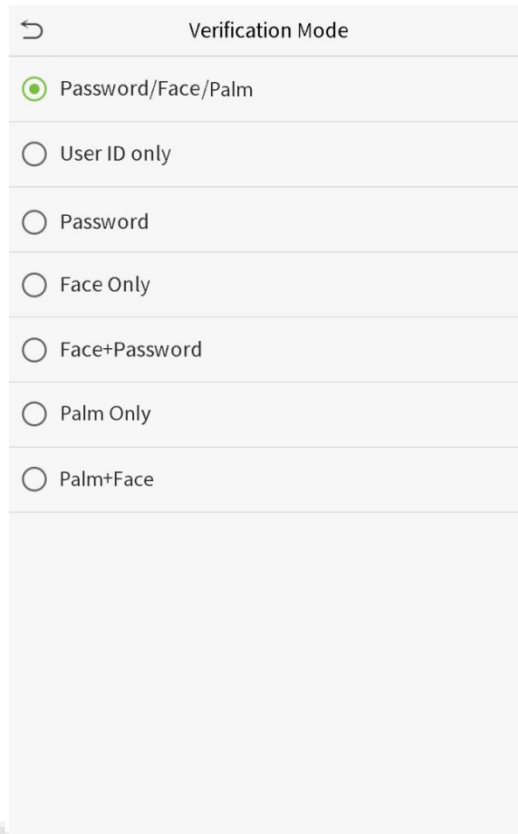 Verification Mode
Password/Face/Palm
User ID only
Password
Face Only
Face+Password
Palm Only
Palm+Face